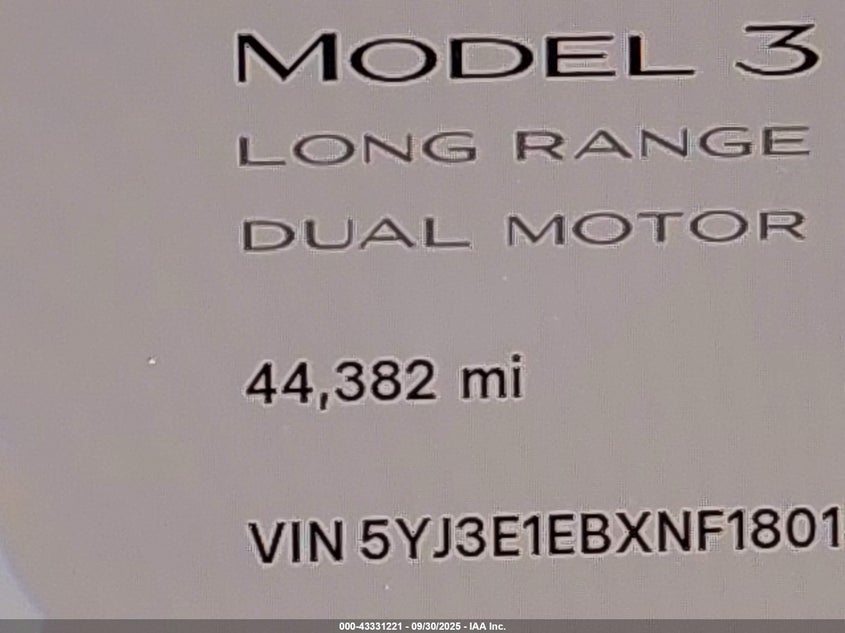 MODEL 3
LONG RANGE
DUAL MOTOR
44,382 mi
VIN 5YJ3E1EBXNF1801
000-43331221 - 09/30/2025 - IAA Inc.